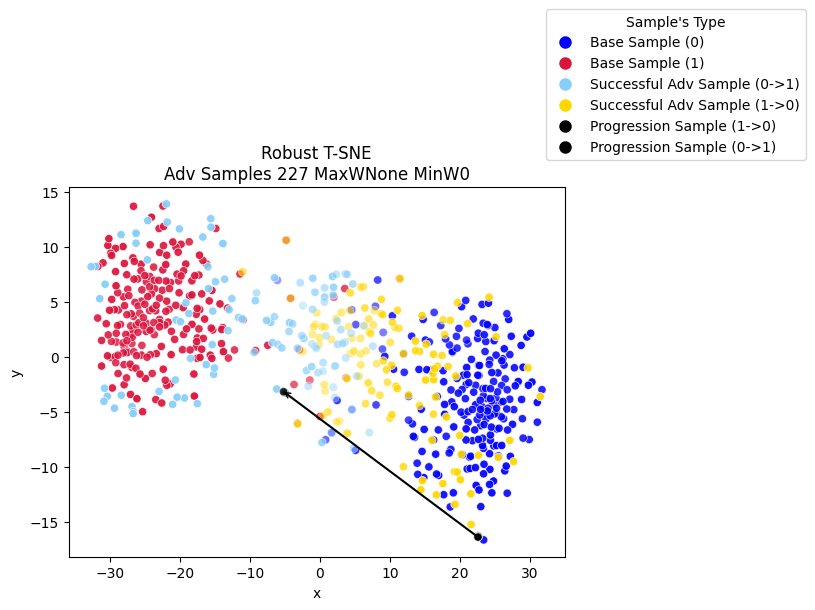 Sample's Type
Base Sample (0)
Base Sample (1)
Successful Adv Sample (0->1)
Successful Adv Sample (1->0)
Progression Sample (1->0)
Progression Sample (0->1)
Robust T-SNE
Adv Samples 227 MaxWNone MinW0
15
10
5
0
−5
−10
−15
y
−30 −20 −10 0 10 20 30
x